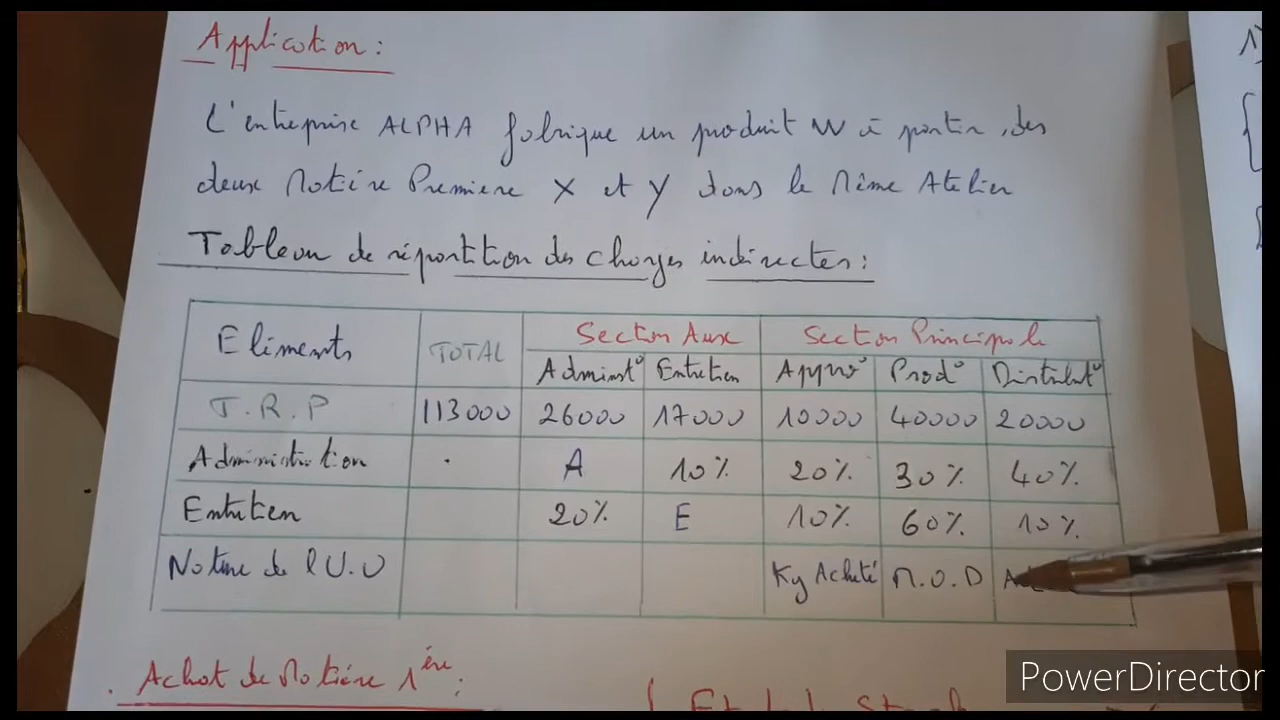 Application :
L'entreprise ALPHA fabrique un produit W à partir des
deux Matière Premiere X et Y dans le Même Atelier
Tableau de répartition des charges indirectes :
Eléments TOTAL Section Aux Section Principale
Adminst° Entretien Appro° Prod° Distribut°
T.R.P 113000 26000 17000 10000 40000 20000
Administration A 10% 20% 30% 40%
Entretien 20% E 10% 60% 10%
Nature de l'U.O Kg Acheté M.O.D
Achat de Matière 1ère :
PowerDirector